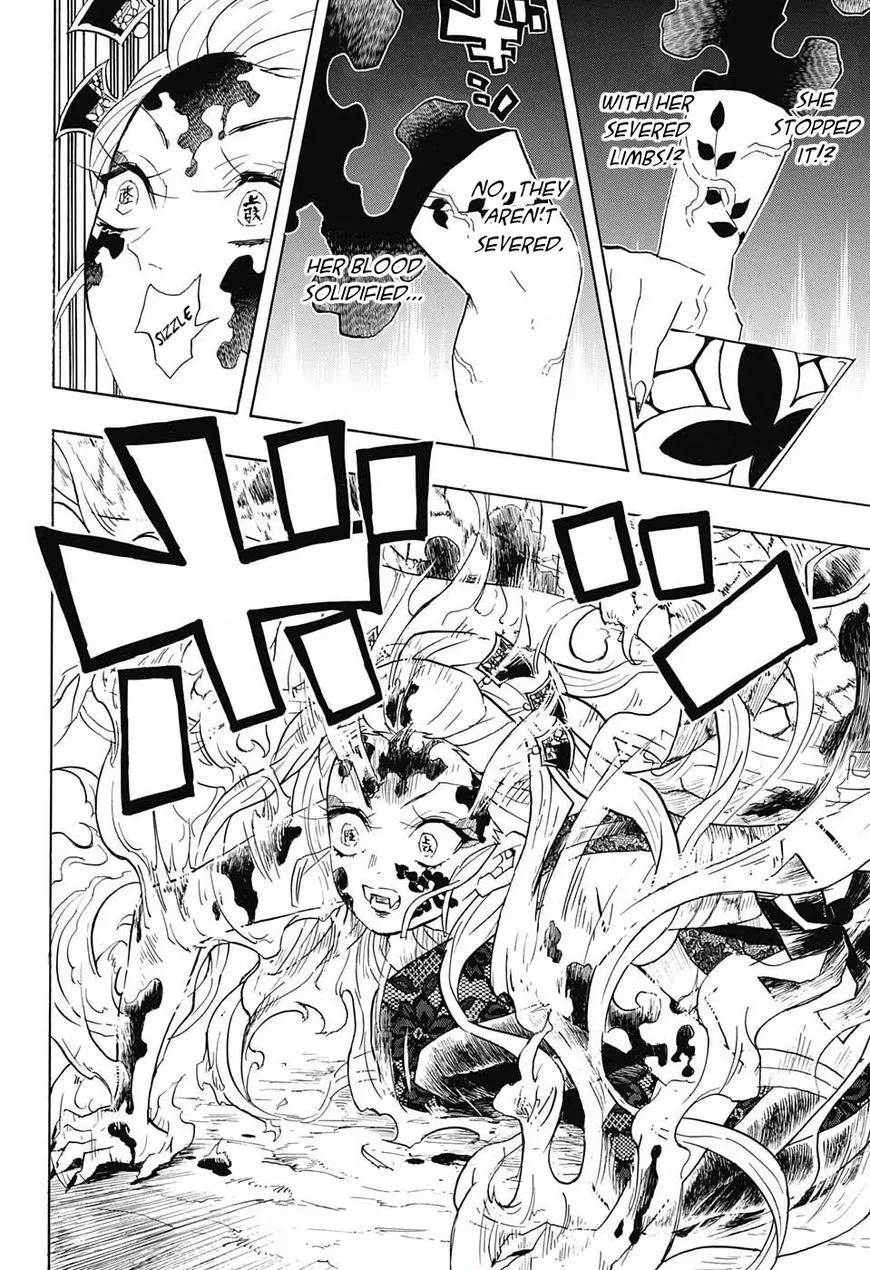 SHE
STOPPED
IT!?
WITH HER
SEVERED
LIMBS!?
NO, THEY
AREN'T
SEVERED.
HER BLOOD
SOLIDIFIED...
SIZZLE